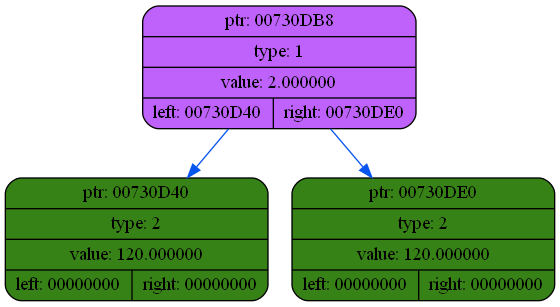 ptr: 00730DB8
type: 1
value: 2.000000
left: 00730D40 right: 00730DE0
ptr: 00730D40
type: 2
value: 120.000000
left: 00000000 right: 00000000
ptr: 00730DE0
type: 2
value: 120.000000
left: 00000000 right: 00000000